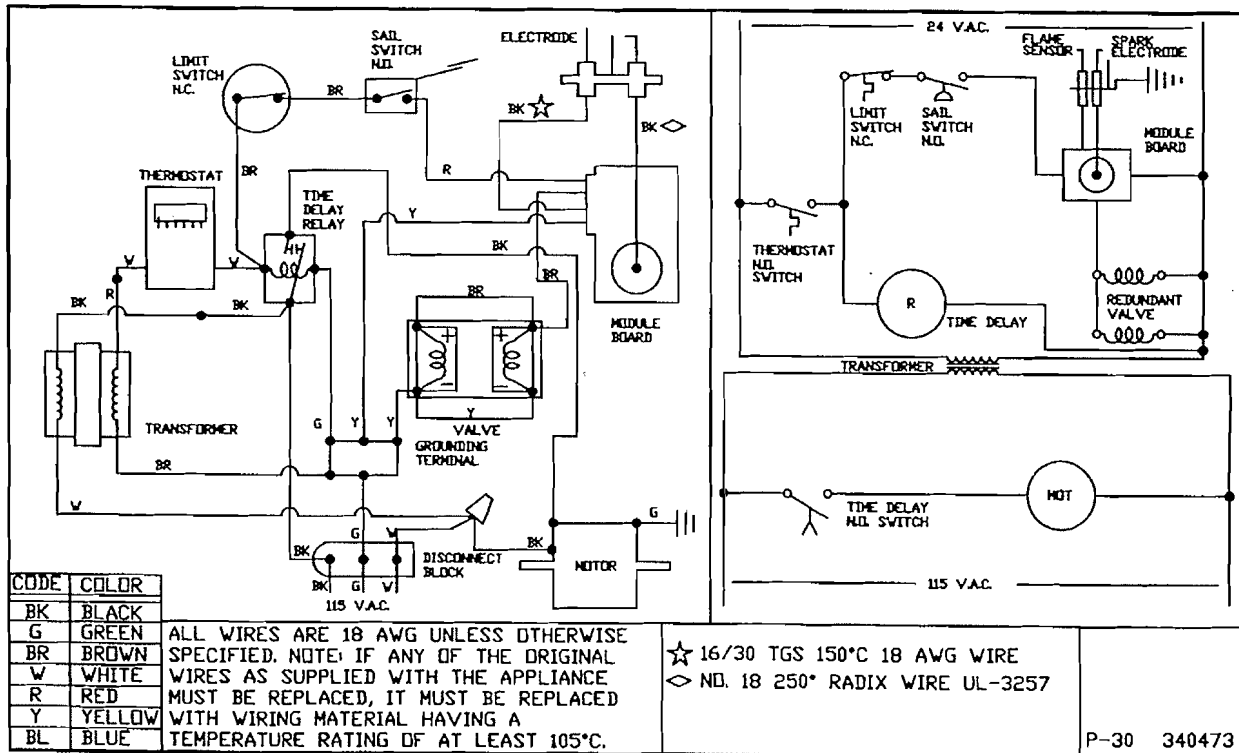 LIMIT
SWITCH
N.C.
SAIL
SWITCH
N.O.
ELECTRODE
BR
BK
BK
R
BR
THERMOSTAT
TIME
DELAY
RELAY
Y
BK
W
W
R
BK
BK
BR
BR
MODULE
BOARD
TRANSFORMER
Y
VALVE
G
Y
Y
GROUNDING
TERMINAL
BR
W
G
W
BK
DISCONNECT
BLOCK
BK
G
MOTOR
BK
G
W
115 V.A.C.
24 V.A.C.
FLAME
SENSOR
SPARK
ELECTRODE
LIMIT
SWITCH
N.C.
SAIL
SWITCH
N.O.
MODULE
BOARD
THERMOSTAT
N.O.
SWITCH
R
TIME DELAY
REDUNDANT
VALVE
TRANSFORMER
TIME DELAY
N.O. SWITCH
MOT
115 V.A.C.
CODE COLOR
BK BLACK
G GREEN
BR BROWN
W WHITE
R RED
Y YELLOW
BL BLUE
ALL WIRES ARE 18 AWG UNLESS OTHERWISE
SPECIFIED. NOTE: IF ANY OF THE ORIGINAL
WIRES AS SUPPLIED WITH THE APPLIANCE
MUST BE REPLACED, IT MUST BE REPLACED
WITH WIRING MATERIAL HAVING A
TEMPERATURE RATING OF AT LEAST 105°C.
16/30 TGS 150°C 18 AWG WIRE
NO. 18 250° RADIX WIRE UL-3257
P-30 340473